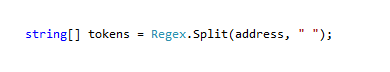 string[] tokens = Regex.Split(address, " ");